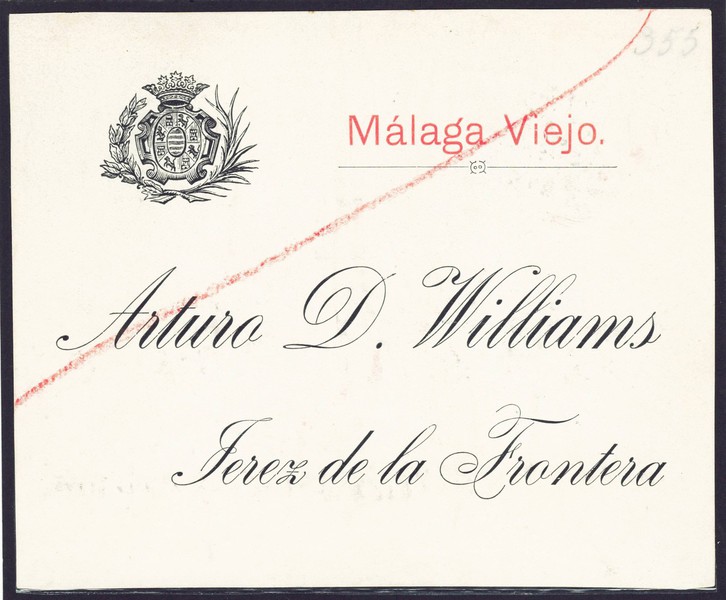 355
Málaga Viejo.
Arturo D. Williams
Jerez de la Frontera